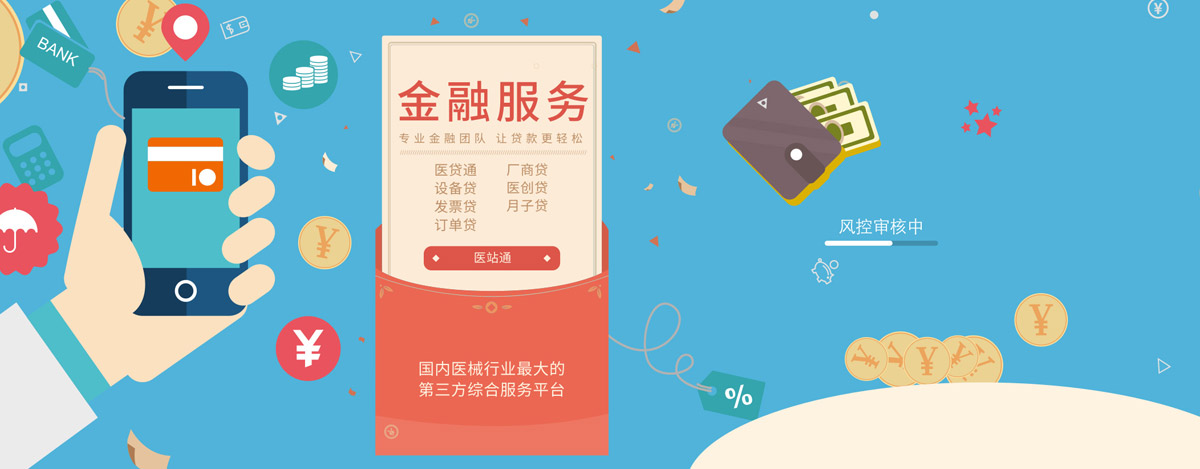 BANK
¥
$
金融服务
专业金融团队 让贷款更轻松
医贷通 厂商贷
设备贷 医创贷
发票贷 月子贷
订单贷
医站通
¥
¥
国内医械行业最大的
第三方综合服务平台
¥
风控审核中
¥
¥
¥
¥
%